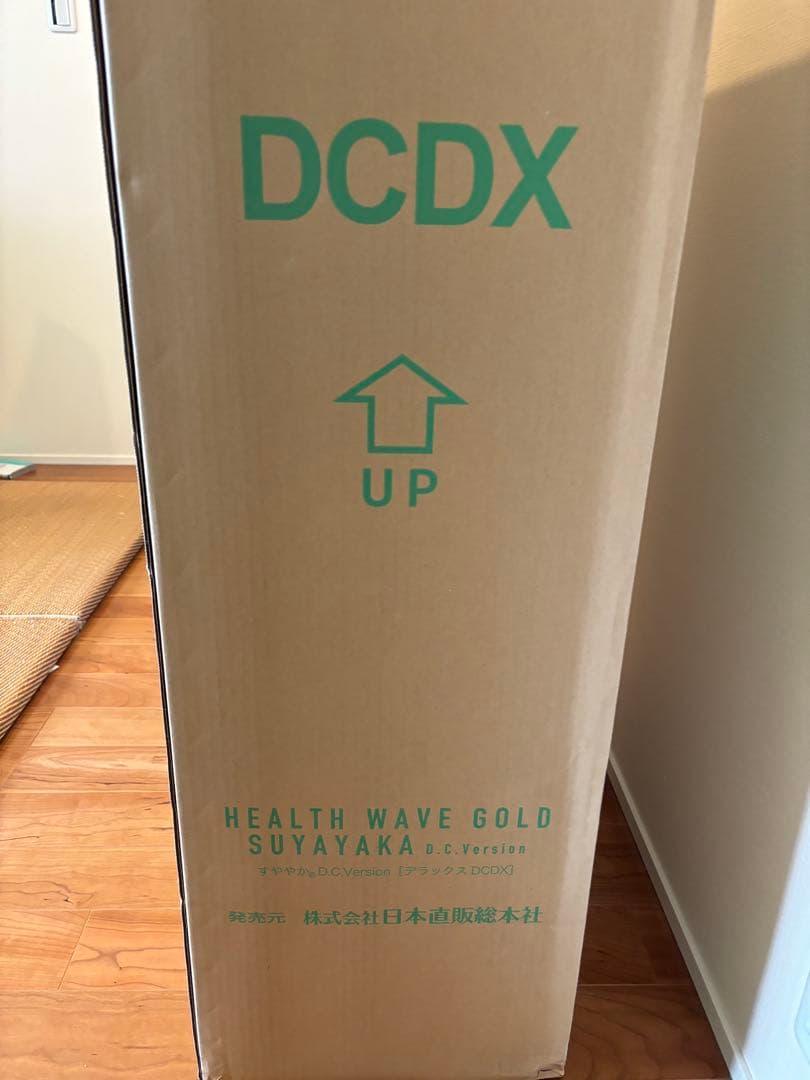 DCDX
UP
HEALTH WAVE GOLD
SUYAYAKA D.C.Version
すややか® D.C.Version [デラックスDCDX]
発売元 株式会社日本直販総本社